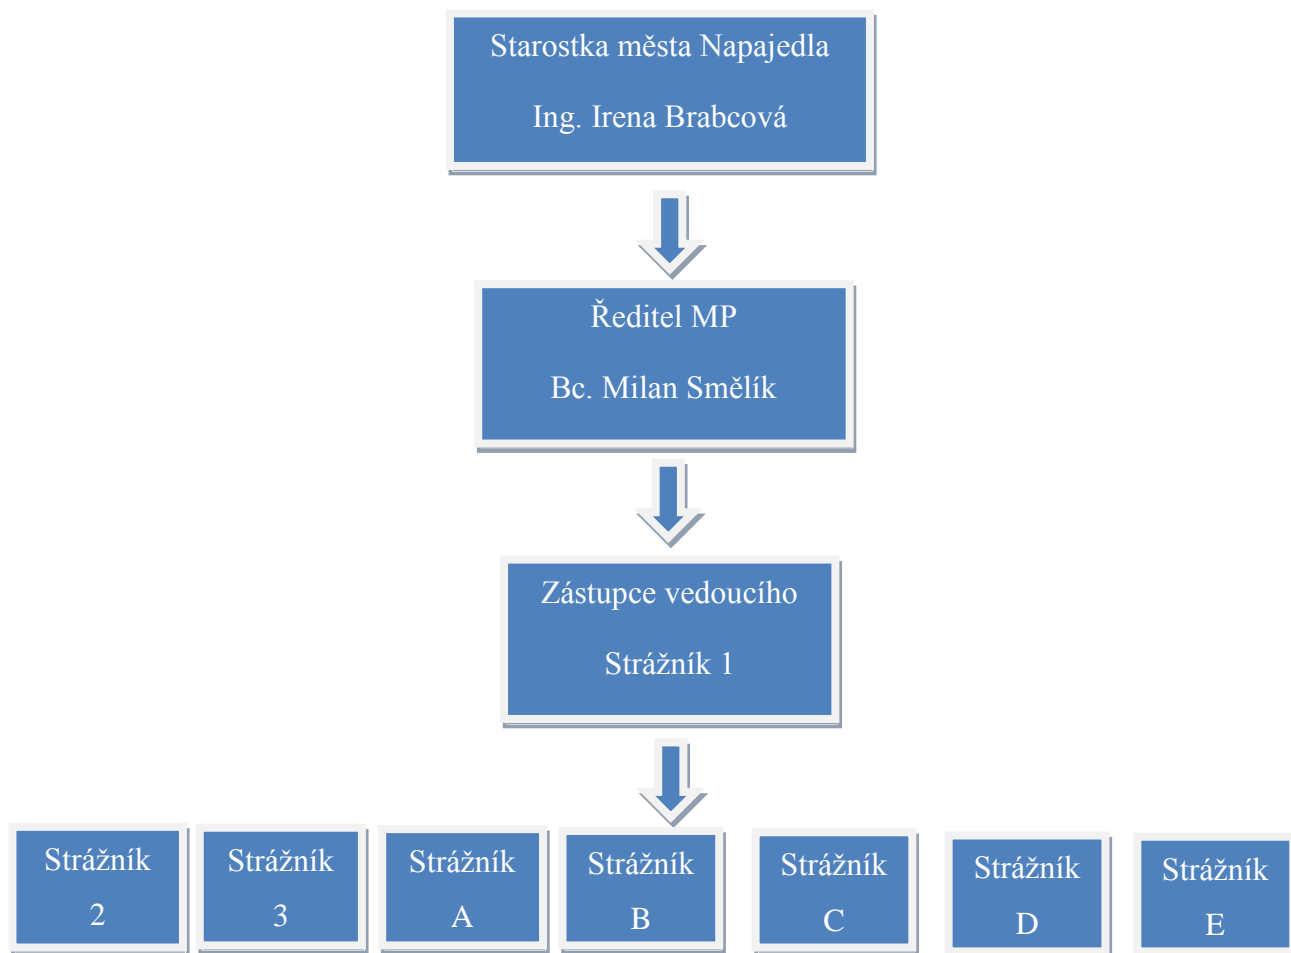 Starostka města Napajedla
Ing. Irena Brabcová
Ředitel MP
Bc. Milan Smělík
Zástupce vedoucího
Strážník 1
Strážník
2
Strážník
3
Strážník
A
Strážník
B
Strážník
C
Strážník
D
Strážník
E